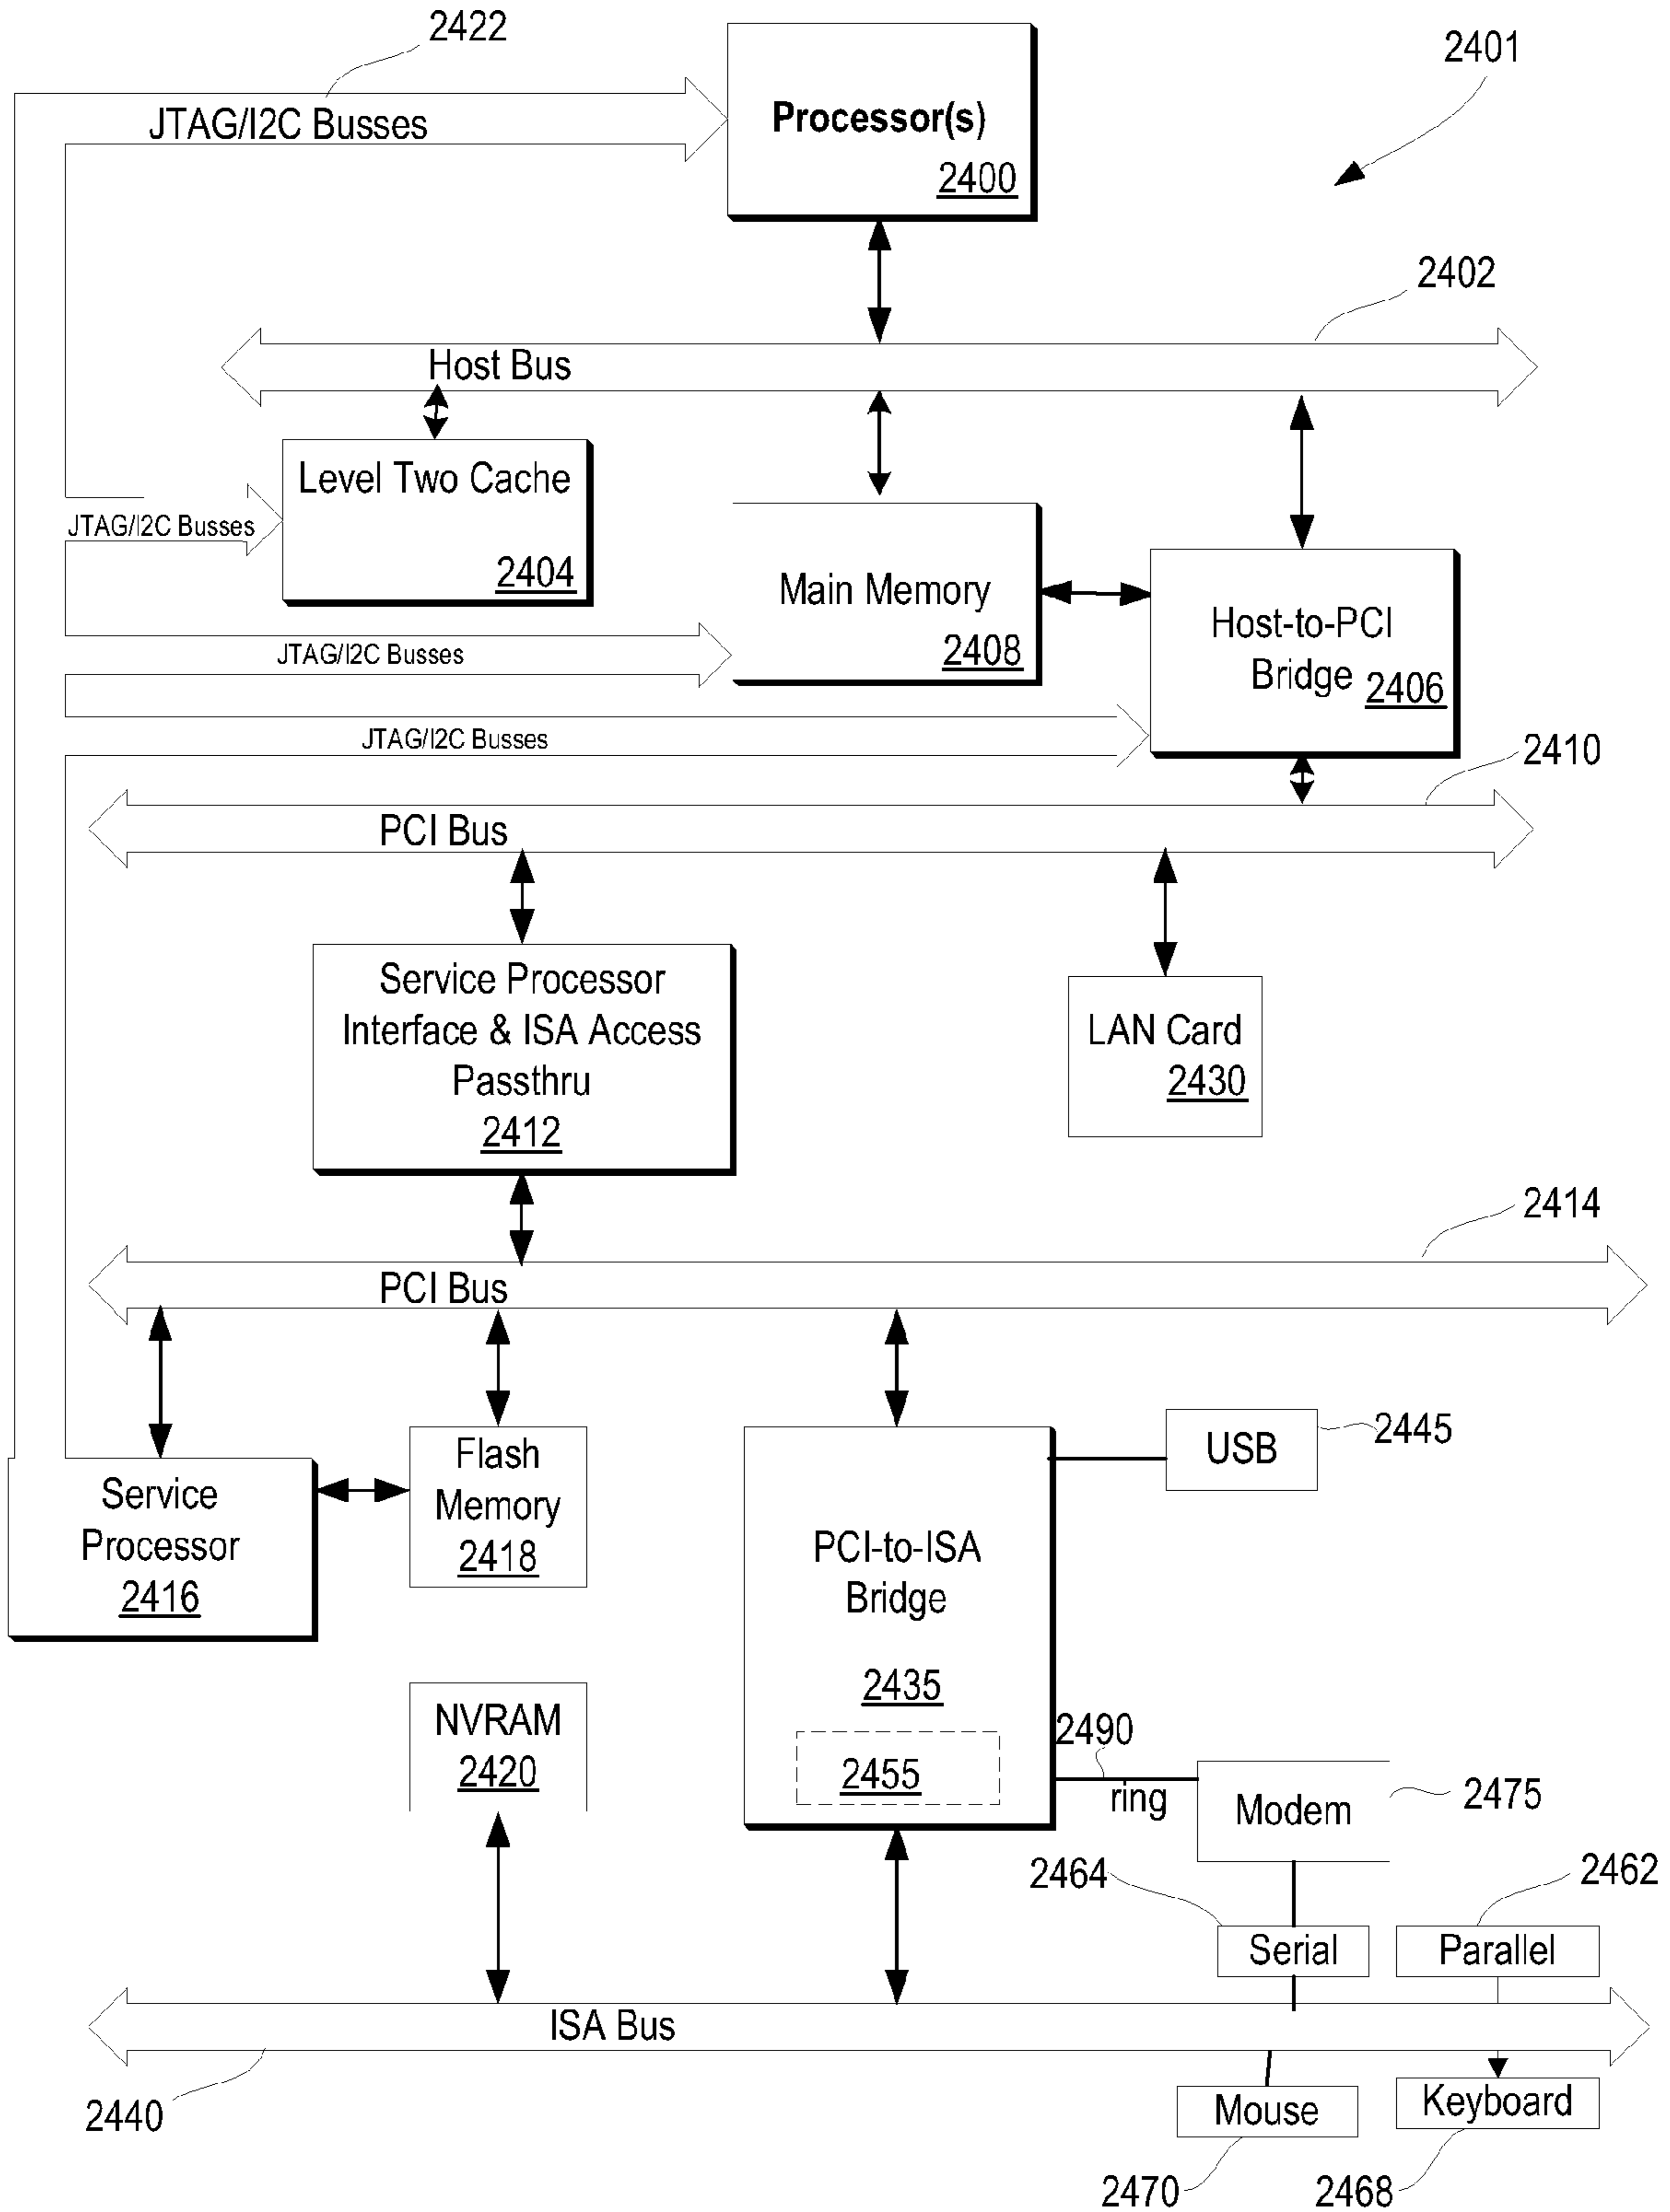 2422
2401
JTAG/I2C Busses
Processor(s)
2400
2402
Host Bus
Level Two Cache
2404
JTAG/I2C Busses
Main Memory
2408
Host-to-PCI
Bridge 2406
JTAG/I2C Busses
JTAG/I2C Busses
2410
PCI Bus
Service Processor
Interface & ISA Access
Passthru
2412
LAN Card
2430
2414
PCI Bus
Service
Processor
2416
Flash
Memory
2418
USB
2445
PCI-to-ISA
Bridge
2435
2455
NVRAM
2420
2490
ring
Modem
2475
2464
2462
Serial
Parallel
ISA Bus
2440
Mouse
Keyboard
2470
2468